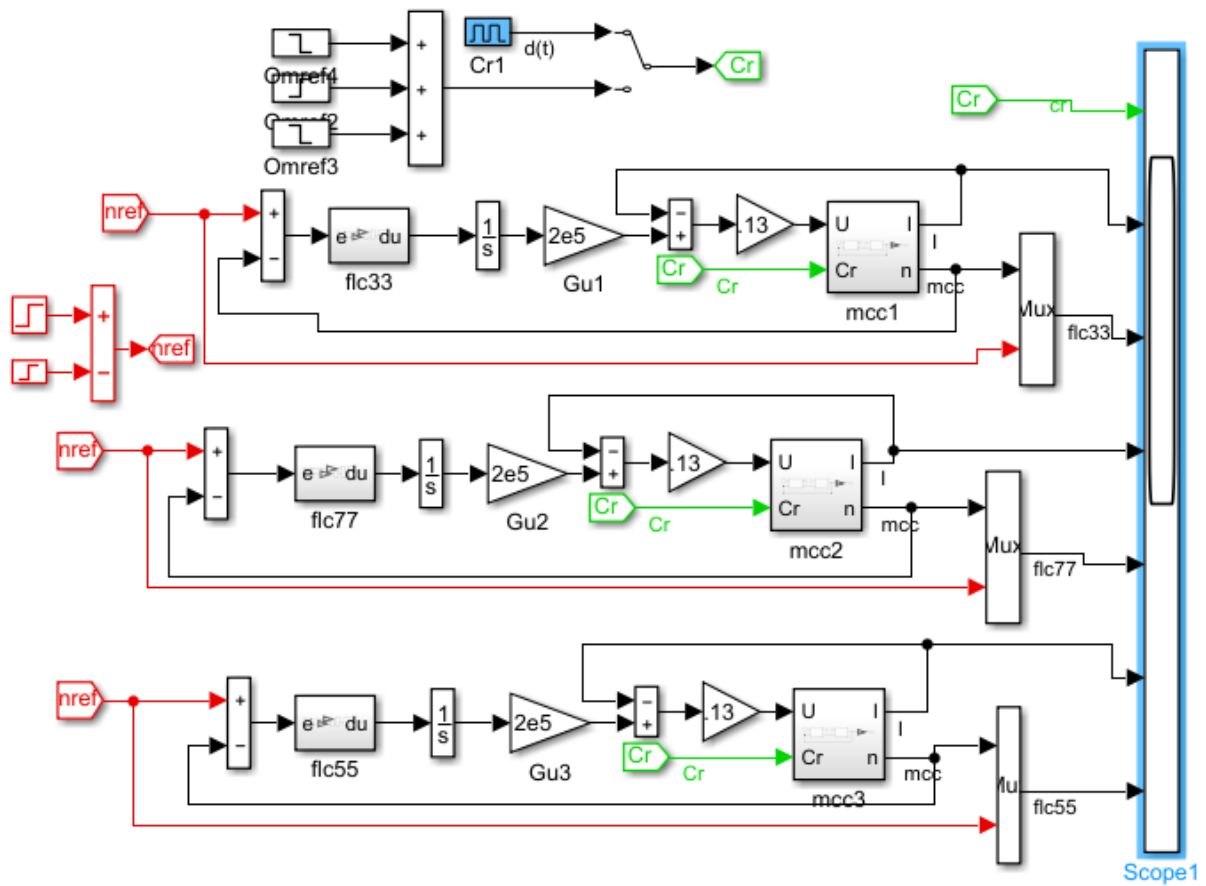 +
+
+
Omref4
Omref2
Omref3
Cr1
d(t)
Cr
Cr
cr
nref
+
−
e du
flc33
1
s
2e5
Gu1
−
+
.13
Cr
Cr
U I
Cr n
mcc1
I
mcc
Mux
flc33
+
−
nref
nref
+
−
e du
flc77
1
s
2e5
Gu2
−
+
.13
Cr
Cr
U I
Cr n
mcc2
I
mcc
Mux
flc77
nref
+
−
e du
flc55
1
s
2e5
Gu3
−
+
.13
Cr
Cr
U I
Cr n
mcc3
I
mcc
Mu
flc55
Scope1